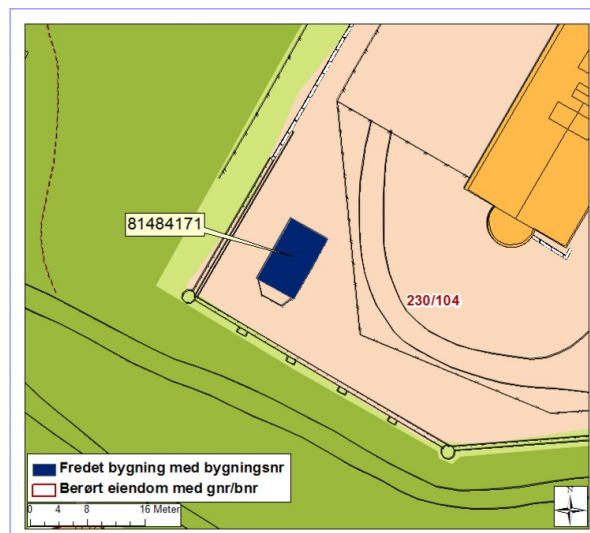 81484171
230/104
Fredet bygning med bygningsnr
Berørt eiendom med gnr/bnr
0 4 8 16 Meter
N